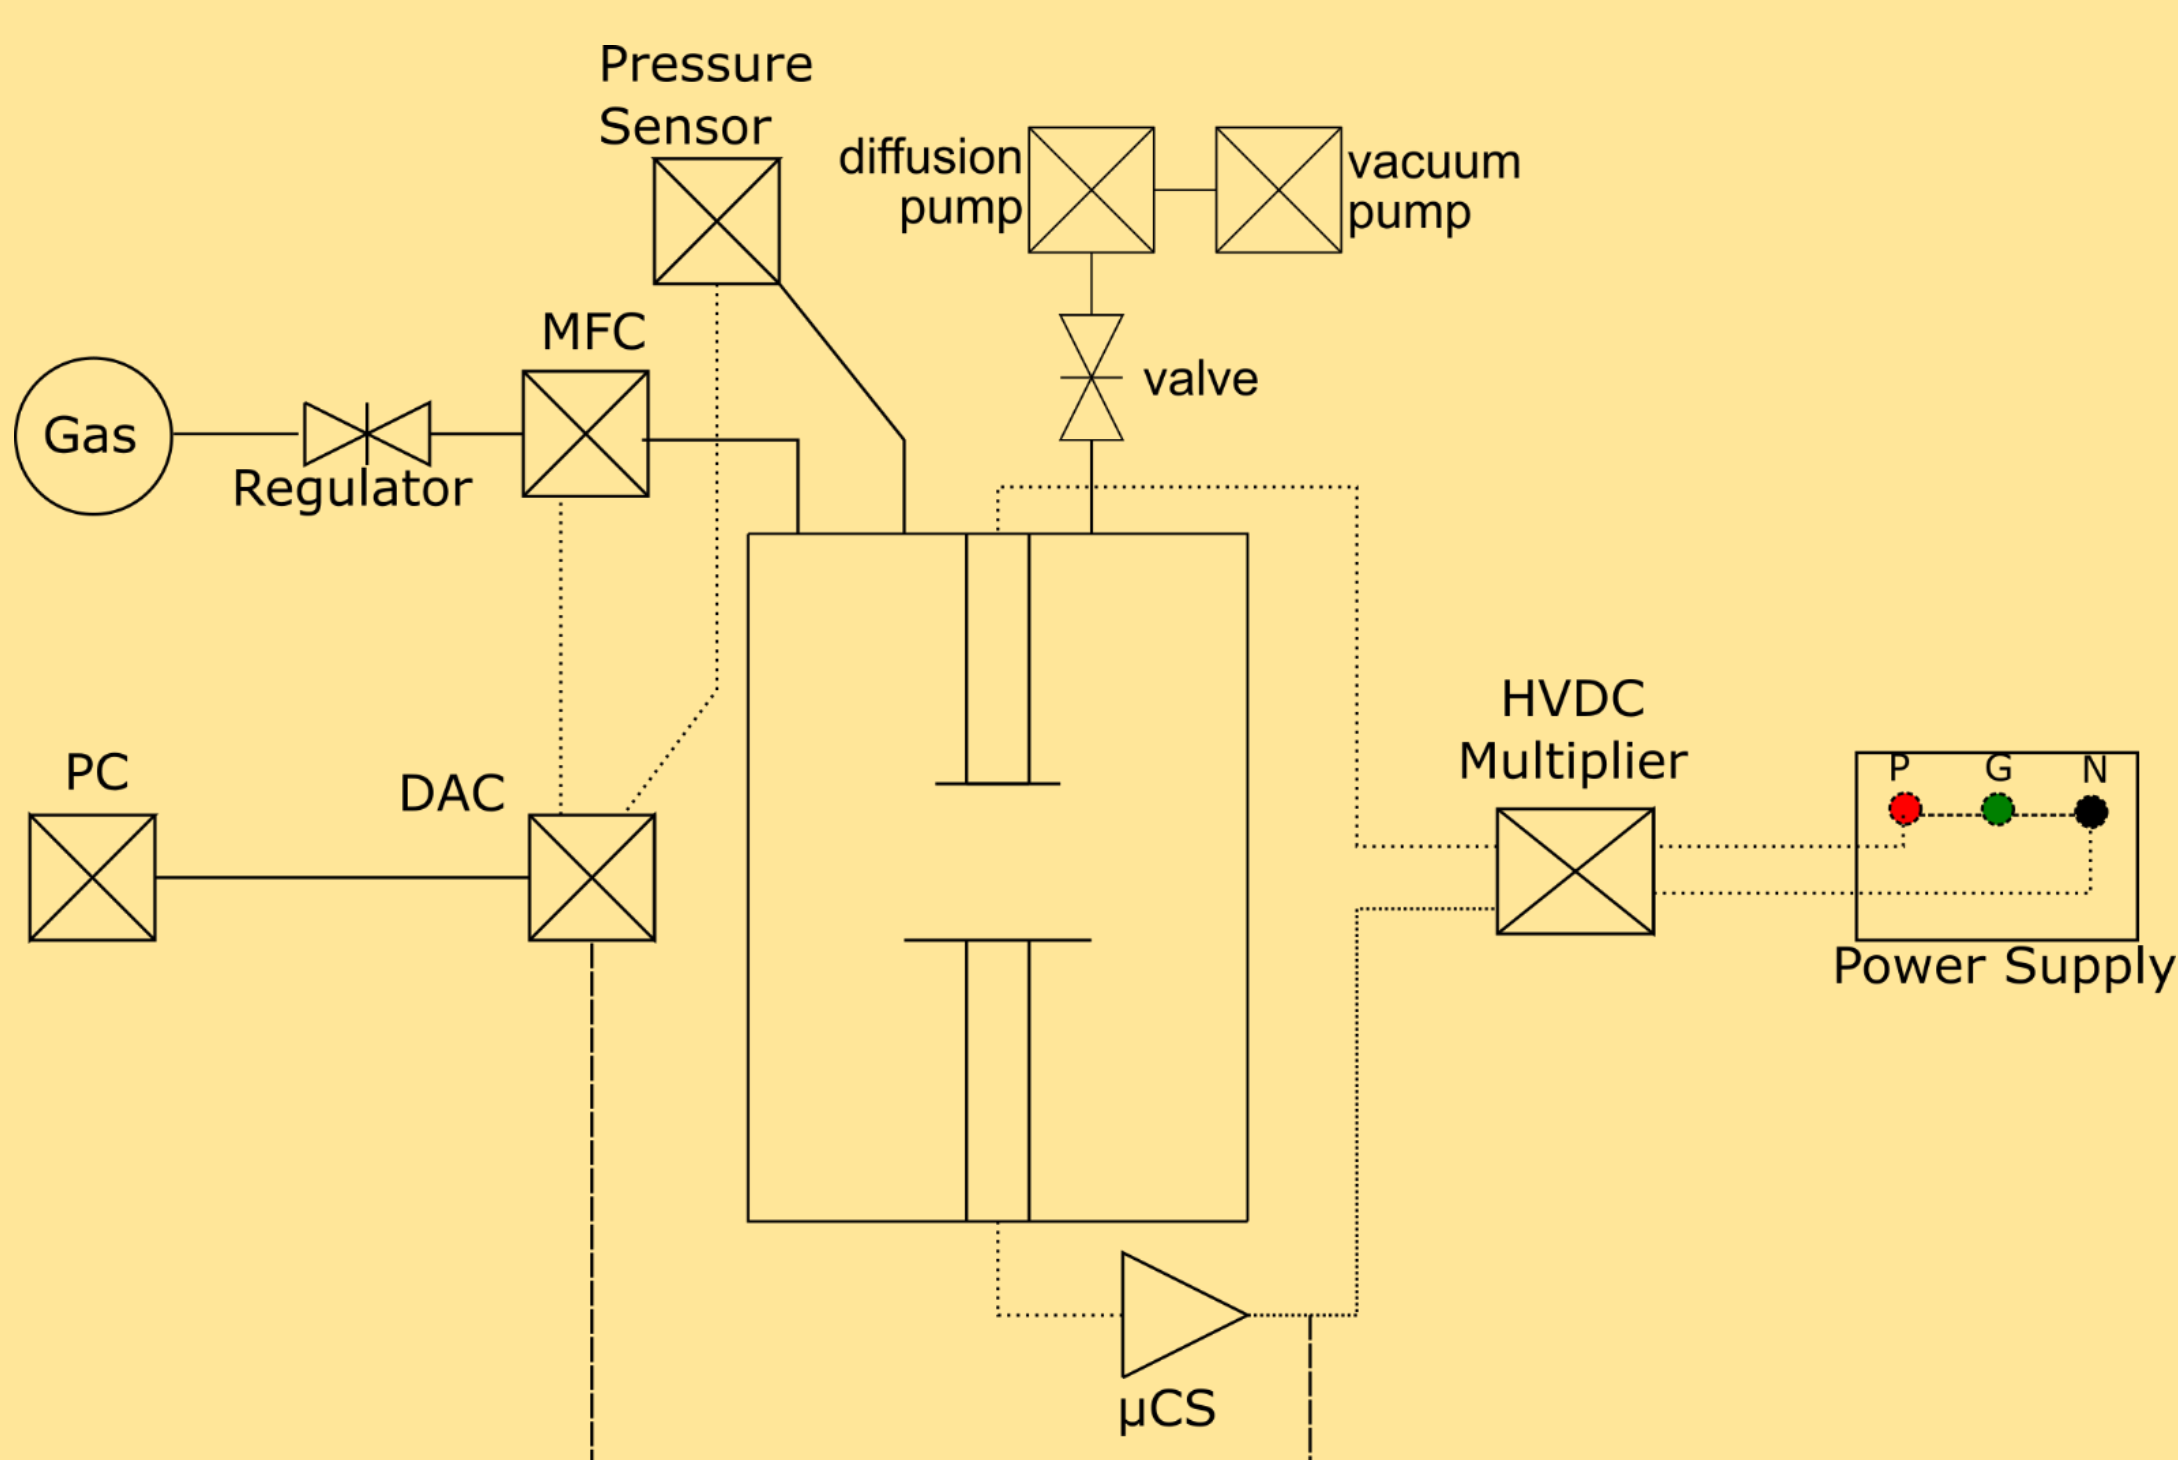 Pressure
Sensor
diffusion
pump
vacuum
pump
MFC
valve
Gas
Regulator
HVDC
Multiplier
PC
DAC
P G N
Power Supply
µCS